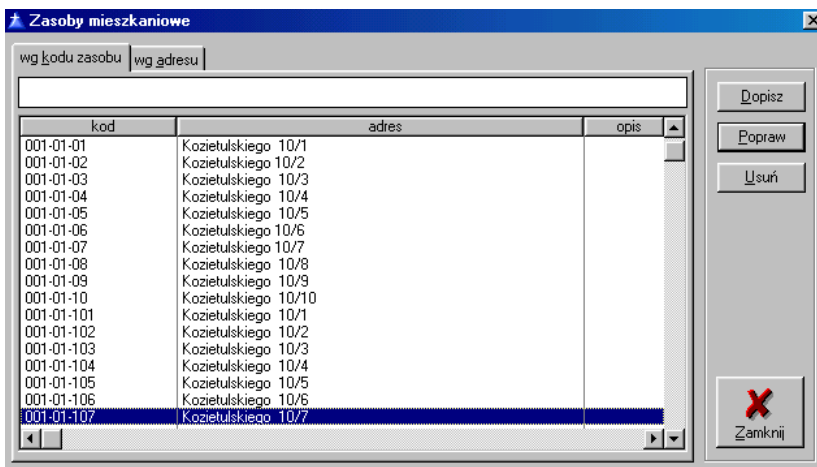 Zasoby mieszkaniowe
wg kodu zasobu wg adresu
kod adres opis
001-01-01 Kozietulskiego 10/1
001-01-02 Kozietulskiego 10/2
001-01-03 Kozietulskiego 10/3
001-01-04 Kozietulskiego 10/4
001-01-05 Kozietulskiego 10/5
001-01-06 Kozietulskiego 10/6
001-01-07 Kozietulskiego 10/7
001-01-08 Kozietulskiego 10/8
001-01-09 Kozietulskiego 10/9
001-01-10 Kozietulskiego 10/10
001-01-101 Kozietulskiego 10/1
001-01-102 Kozietulskiego 10/2
001-01-103 Kozietulskiego 10/3
001-01-104 Kozietulskiego 10/4
001-01-105 Kozietulskiego 10/5
001-01-106 Kozietulskiego 10/6
001-01-107 Kozietulskiego 10/7
Dopisz
Popraw
Usuń
Zamknij